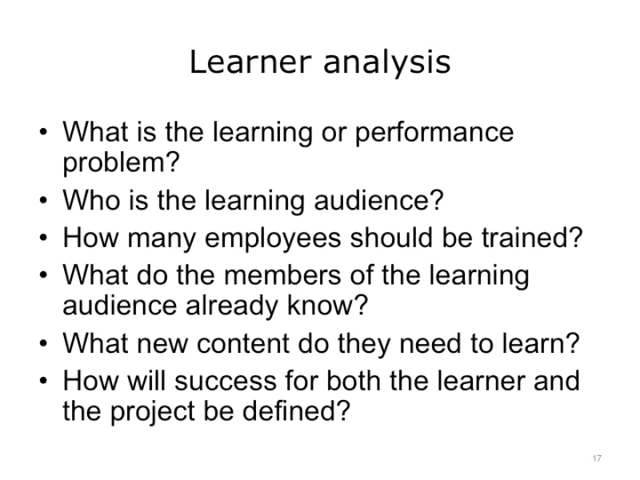 Learner analysis
• What is the learning or performance
problem?
• Who is the learning audience?
• How many employees should be trained?
• What do the members of the learning
audience already know?
• What new content do they need to learn?
• How will success for both the learner and
the project be defined?
17